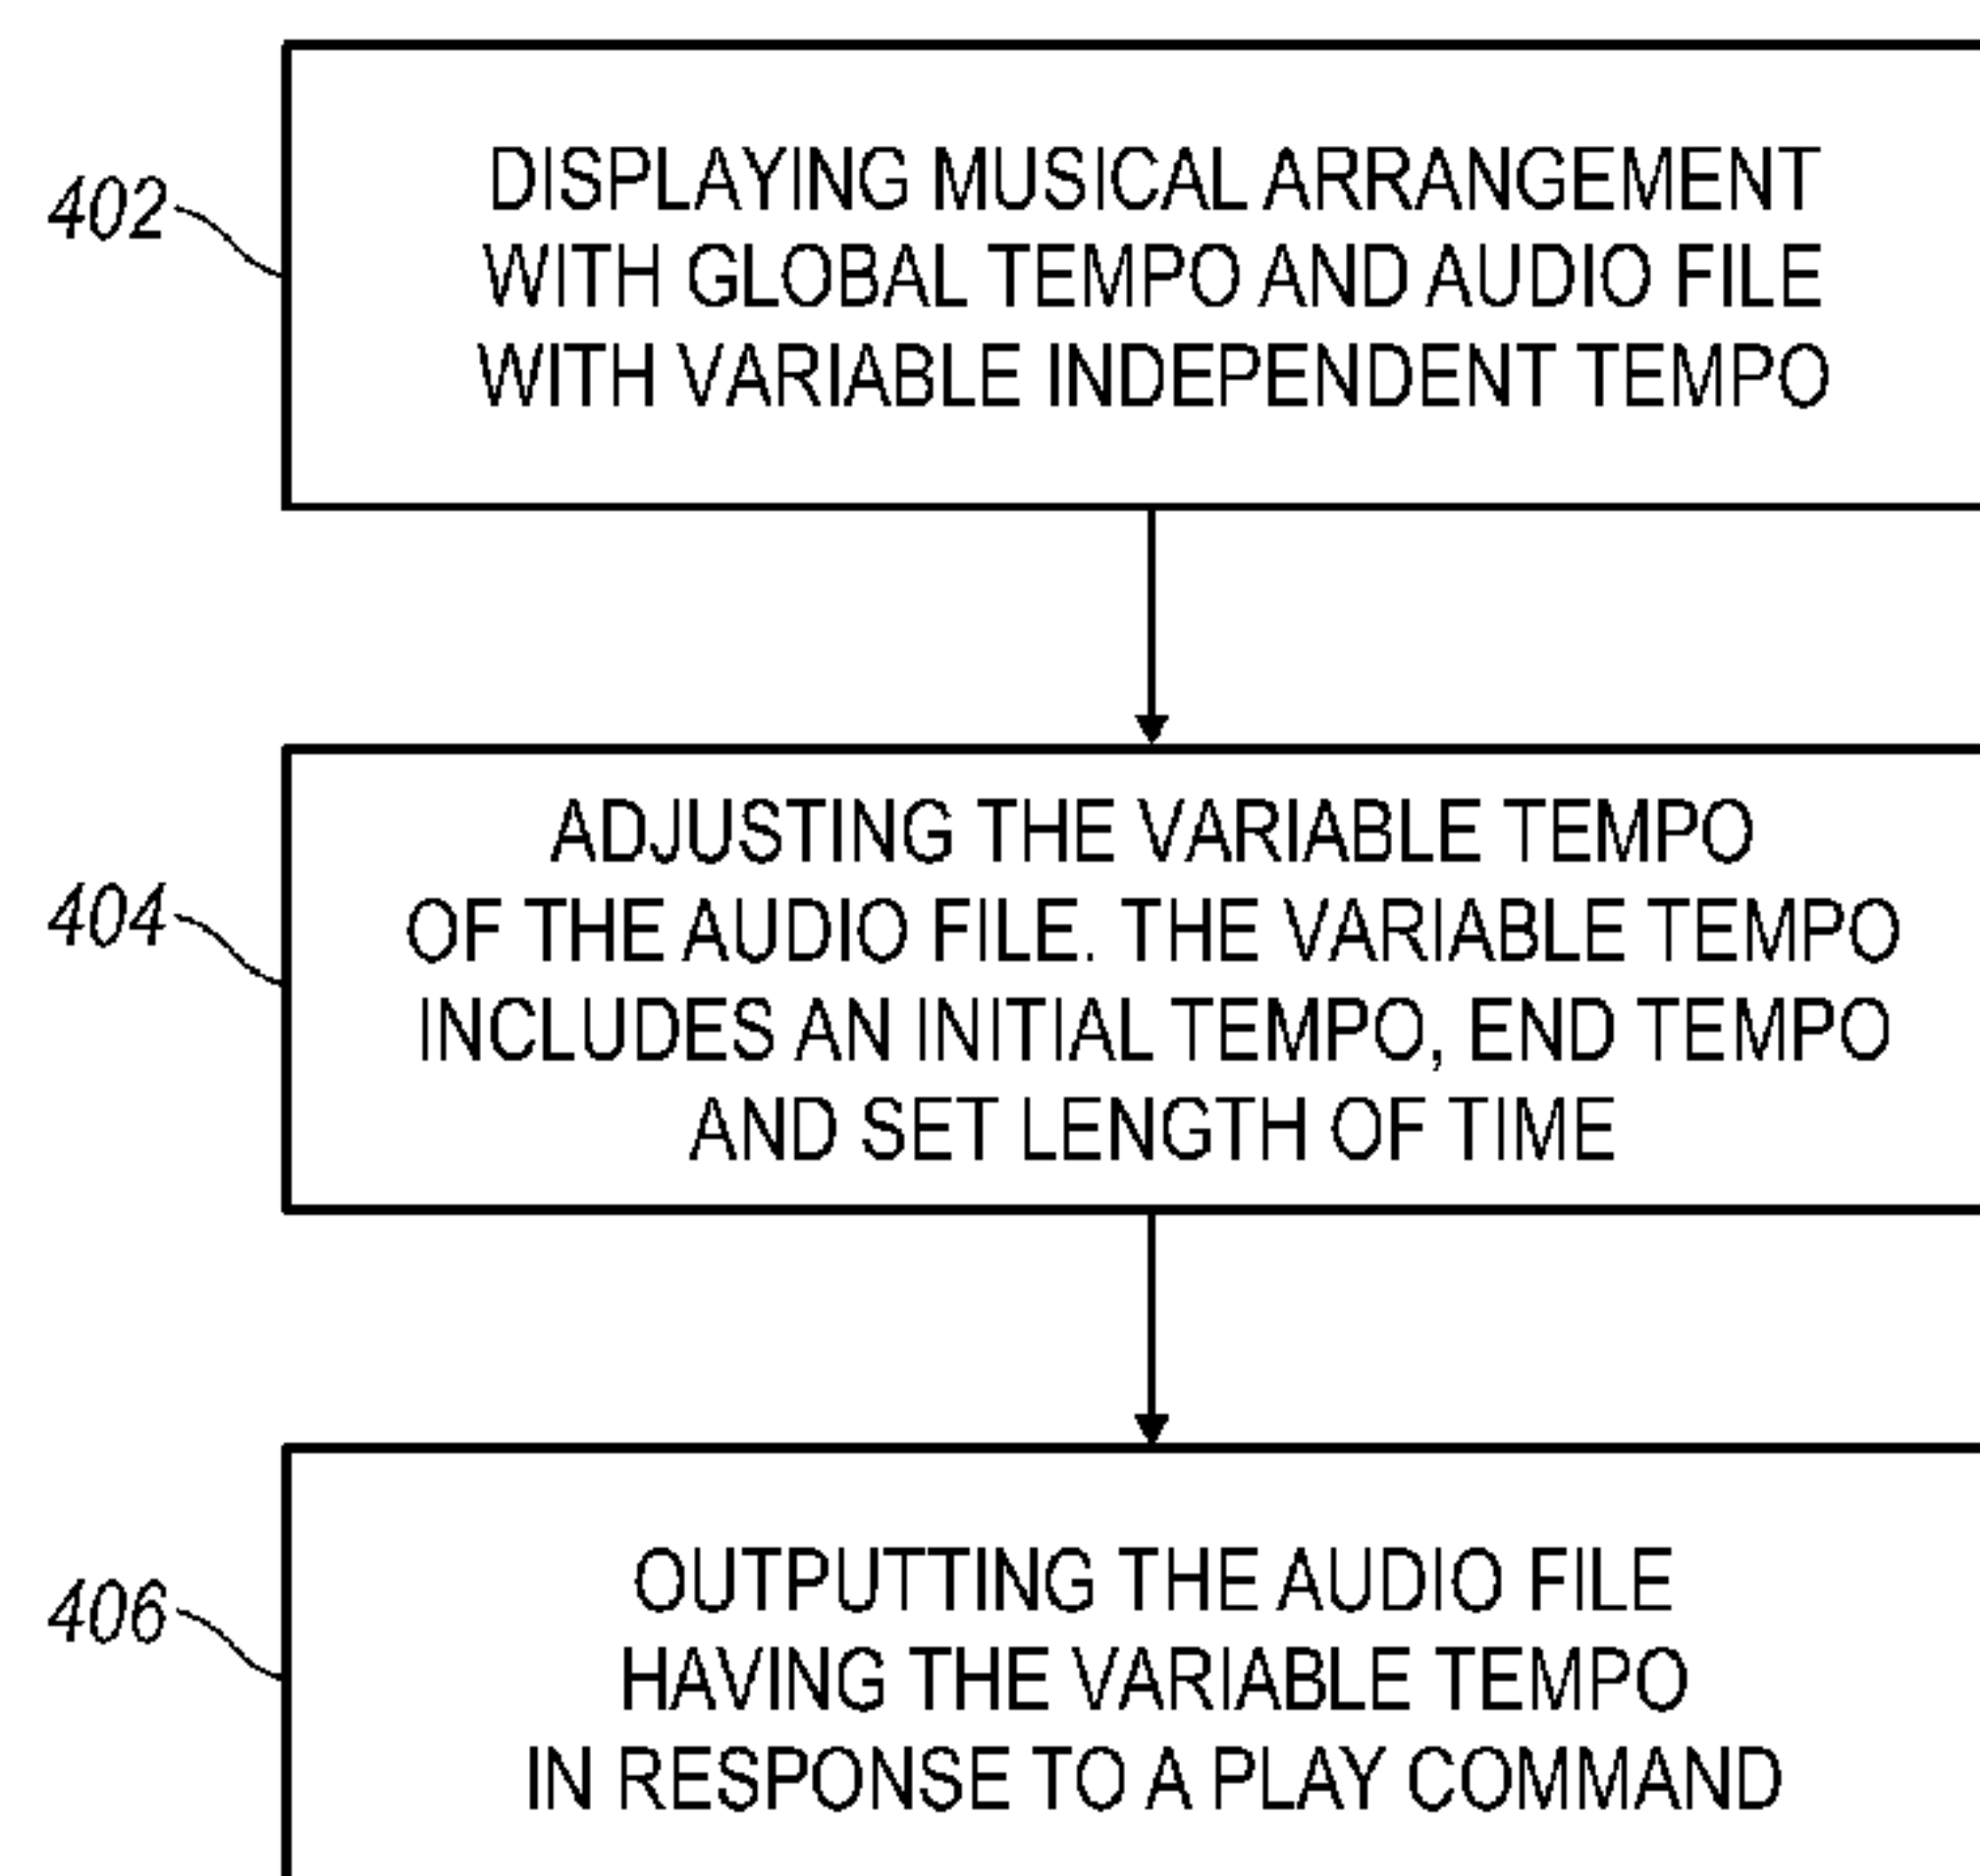 402
DISPLAYING MUSICAL ARRANGEMENT
WITH GLOBAL TEMPO AND AUDIO FILE
WITH VARIABLE INDEPENDENT TEMPO
404
ADJUSTING THE VARIABLE TEMPO
OF THE AUDIO FILE. THE VARIABLE TEMPO
INCLUDES AN INITIAL TEMPO, END TEMPO
AND SET LENGTH OF TIME
406
OUTPUTTING THE AUDIO FILE
HAVING THE VARIABLE TEMPO
IN RESPONSE TO A PLAY COMMAND